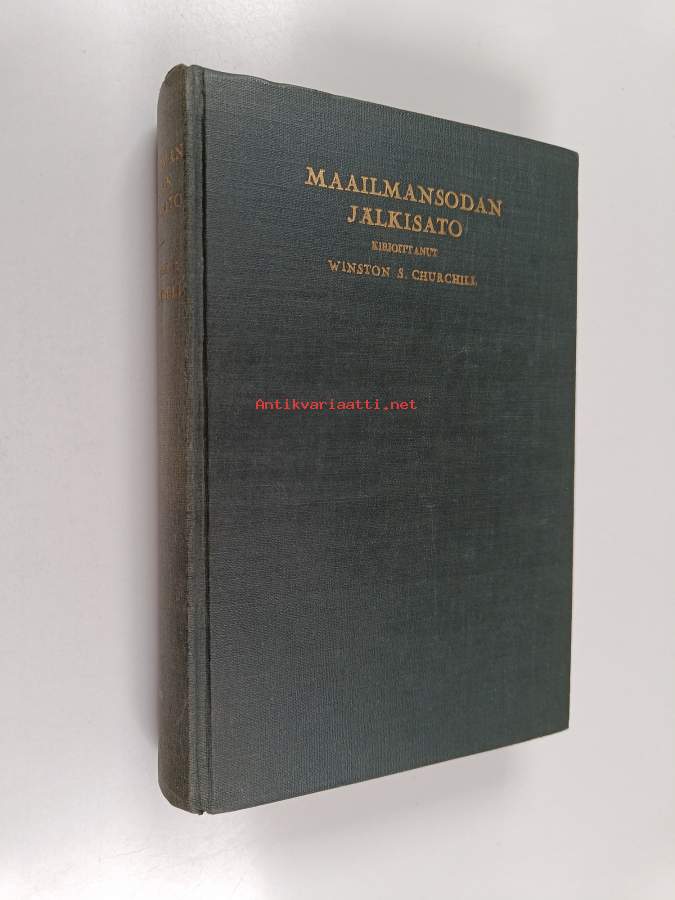 MAAILMANSODAN
JÄLKISATO
KIRJOITTANUT
WINSTON S. CHURCHILL
Antikvariaatti.net